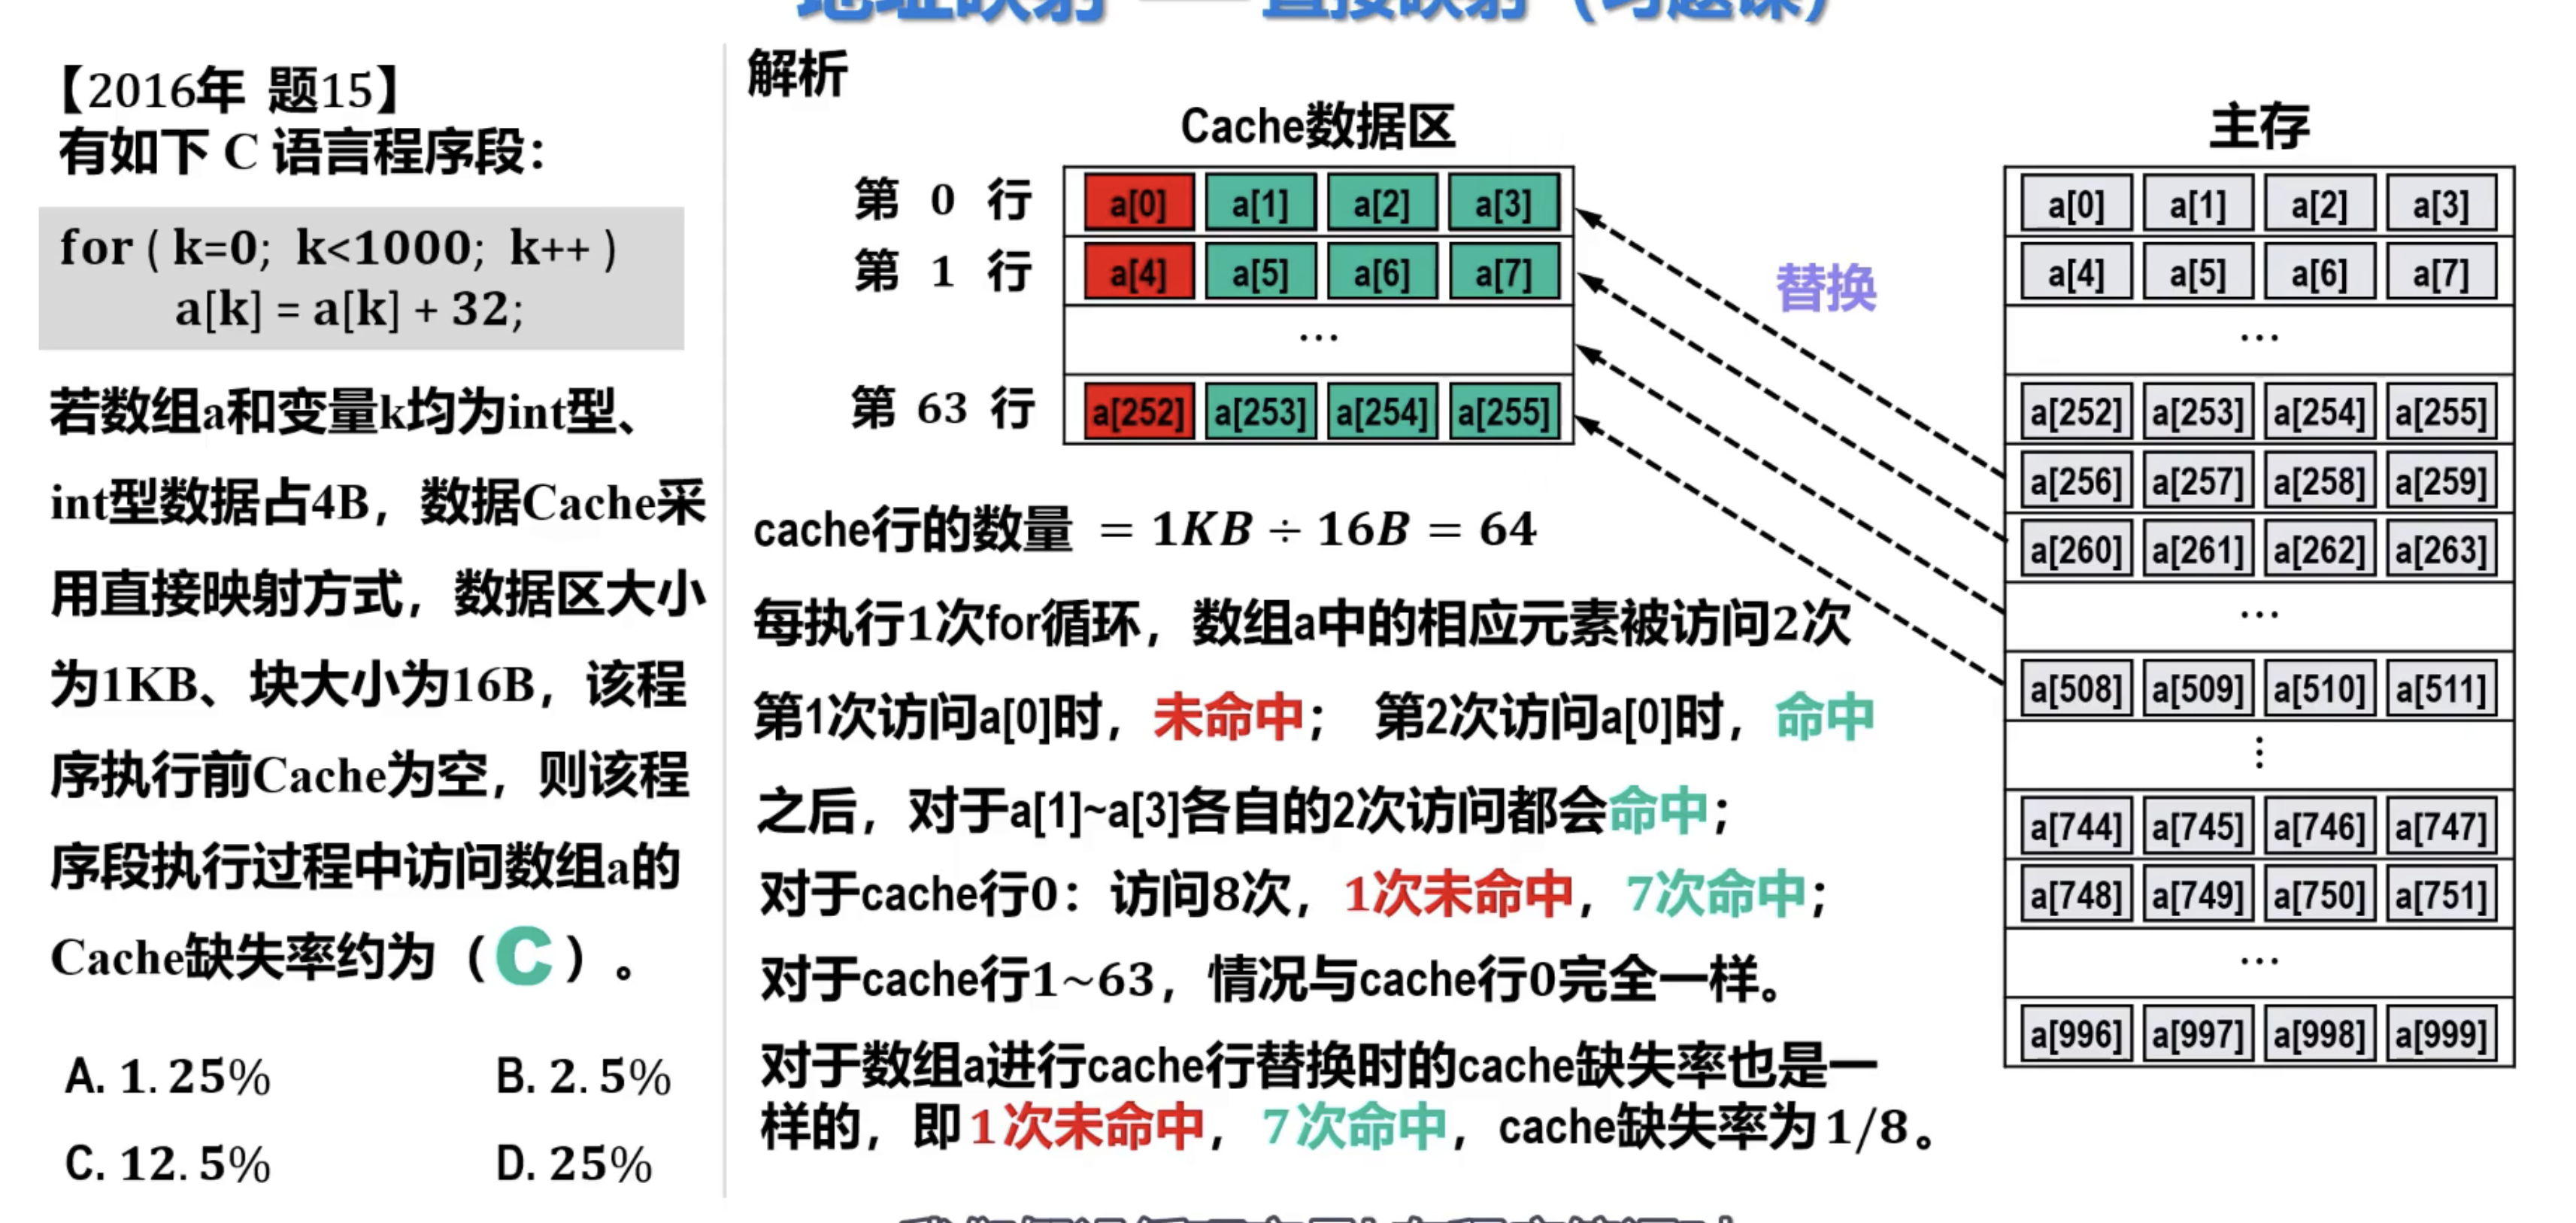 地址映射 — 直接映射（习题课）
【2016年 题15】
有如下 C 语言程序段：
for ( k=0; k<1000; k++ )
a[k] = a[k] + 32;
若数组a和变量k均为int型、
int型数据占4B，数据Cache采
用直接映射方式，数据区大小
为1KB、块大小为16B，该程
序执行前Cache为空，则该程
序段执行过程中访问数组a的
Cache缺失率约为（C）。
A. 1.25% B. 2.5%
C. 12.5% D. 25%
解析
Cache数据区
第 0 行 a[0] a[1] a[2] a[3]
第 1 行 a[4] a[5] a[6] a[7]
…
第 63 行 a[252] a[253] a[254] a[255]
替换
主存
a[0] a[1] a[2] a[3]
a[4] a[5] a[6] a[7]
…
a[252] a[253] a[254] a[255]
a[256] a[257] a[258] a[259]
a[260] a[261] a[262] a[263]
…
a[508] a[509] a[510] a[511]
⋮
a[744] a[745] a[746] a[747]
a[748] a[749] a[750] a[751]
…
a[996] a[997] a[998] a[999]
cache行的数量 = 1KB ÷ 16B = 64
每执行1次for循环，数组a中的相应元素被访问2次
第1次访问a[0]时，未命中； 第2次访问a[0]时，命中
之后，对于a[1]~a[3]各自的2次访问都会命中；
对于cache行0：访问8次，1次未命中，7次命中；
对于cache行1~63，情况与cache行0完全一样。
对于数组a进行cache行替换时的cache缺失率也是一
样的，即1次未命中，7次命中，cache缺失率为1/8。